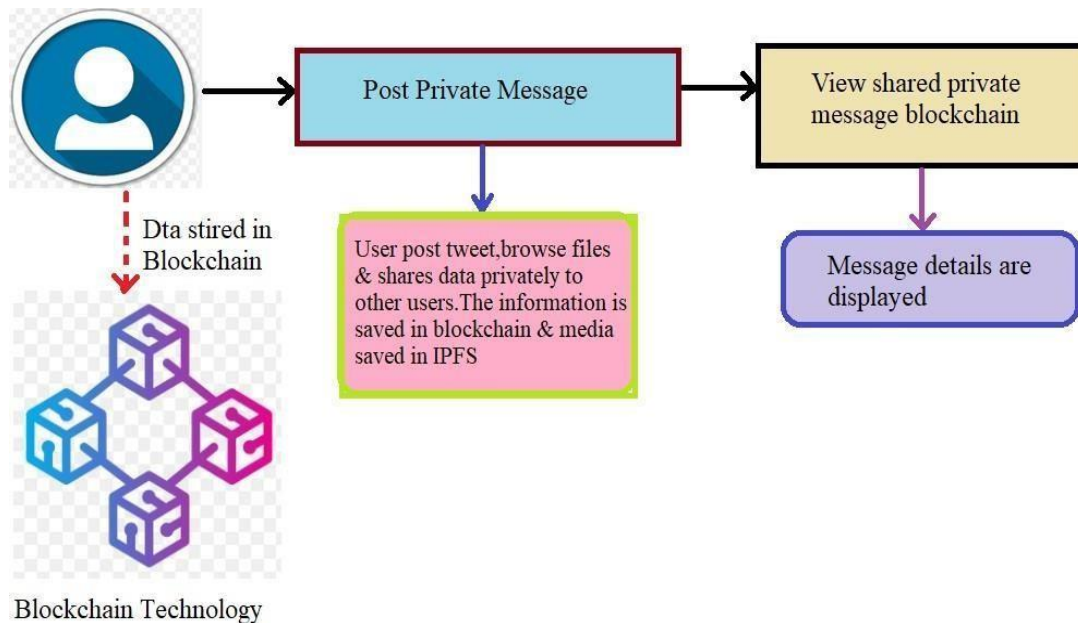 Post Private Message
View shared private
message blockchain
Dta stired in
Blockchain
User post tweet,browse files
& shares data privately to
other users.The information is
saved in blockchain & media
saved in IPFS
Message details are
displayed
Blockchain Technology